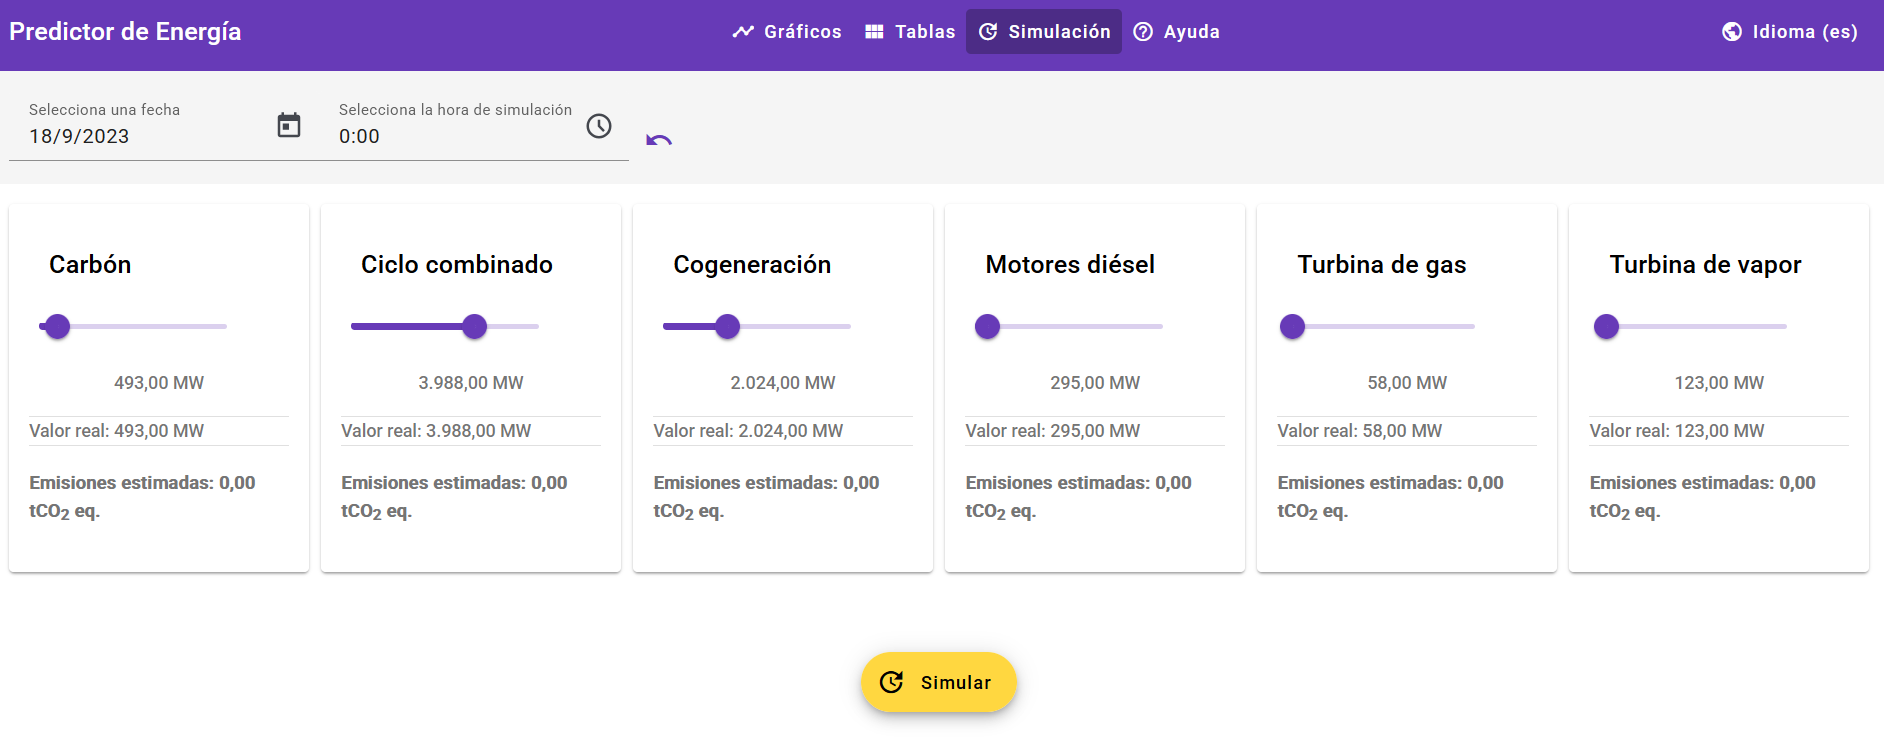 Predictor de Energía
Gráficos
Tablas
Simulación
Ayuda
Idioma (es)
Selecciona una fecha
18/9/2023
Selecciona la hora de simulación
0:00
Carbón
493,00 MW
Valor real: 493,00 MW
Emisiones estimadas: 0,00
tCO2 eq.
Ciclo combinado
3.988,00 MW
Valor real: 3.988,00 MW
Emisiones estimadas: 0,00
tCO2 eq.
Cogeneración
2.024,00 MW
Valor real: 2.024,00 MW
Emisiones estimadas: 0,00
tCO2 eq.
Motores diésel
295,00 MW
Valor real: 295,00 MW
Emisiones estimadas: 0,00
tCO2 eq.
Turbina de gas
58,00 MW
Valor real: 58,00 MW
Emisiones estimadas: 0,00
tCO2 eq.
Turbina de vapor
123,00 MW
Valor real: 123,00 MW
Emisiones estimadas: 0,00
tCO2 eq.
Simular